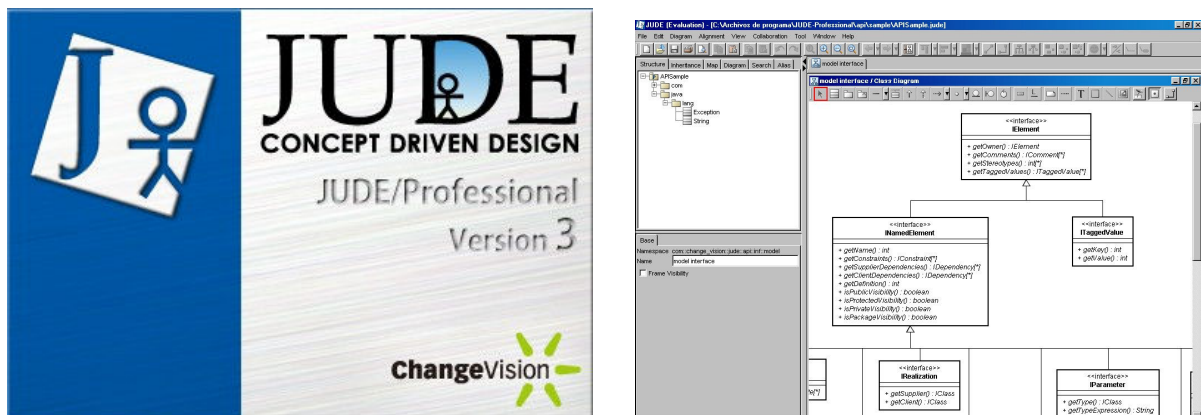 J
JUDE
CONCEPT DRIVEN DESIGN
JUDE/Professional
Version 3
ChangeVision
JUDE (Evaluation) - [C:\Archivos de programa\JUDE-Professional\api\sample\APISample.jude]
File Edit Diagram Alignment View Collaboration Tool Window Help
Structure Inheritance Map Diagram Search Alias
APISample
com
java
lang
Exception
String
Base
Namespace com::change_vision::jude::api::inf::model
Name model interface
Frame Visibility
model interface
model interface / Class Diagram
T
<<interface>>
IElement
+ getOwner() : IElement
+ getComments() : IComment[*]
+ getStereotypes() : int[*]
+ getTaggedValues() : ITaggedValue[*]
<<interface>>
INamedElement
+ getName() : int
+ getConstraints() : IConstraint[*]
+ getSupplierDependencies() : IDependency[*]
+ getClientDependencies() : IDependency[*]
+ getDefinition() : int
+ isPublicVisibility() : boolean
+ isProtectedVisibility() : boolean
+ isPrivateVisibility() : boolean
+ isPackageVisibility() : boolean
<<interface>>
ITaggedValue
+ getKey() : int
+ getValue() : int
<<interface>>
IRealization
+ getSupplier() : IClass
+ getClient() : IClass
<<interface>>
IParameter
+ getType() : IClass
+ getTypeExpression() : String